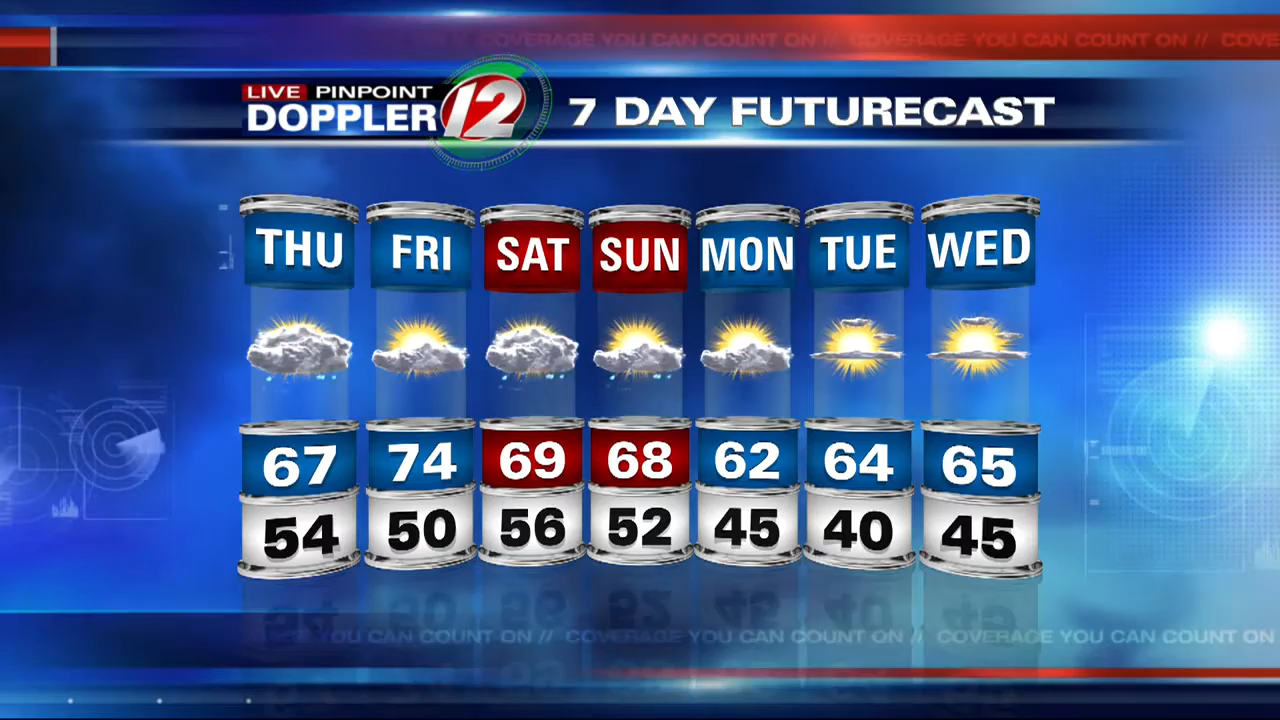 COVERAGE YOU CAN COUNT ON // COVERAGE YOU CAN COUNT ON // COVE
LIVE PINPOINT
DOPPLER 12
7 DAY FUTURECAST
THU FRI SAT SUN MON TUE WED
67 74 69 68 62 64 65
54 50 56 52 45 40 45
YOU CAN COUNT ON // COVERAGE YOU CAN COUNT ON // COVERAGE YOU CAN COUNT ON